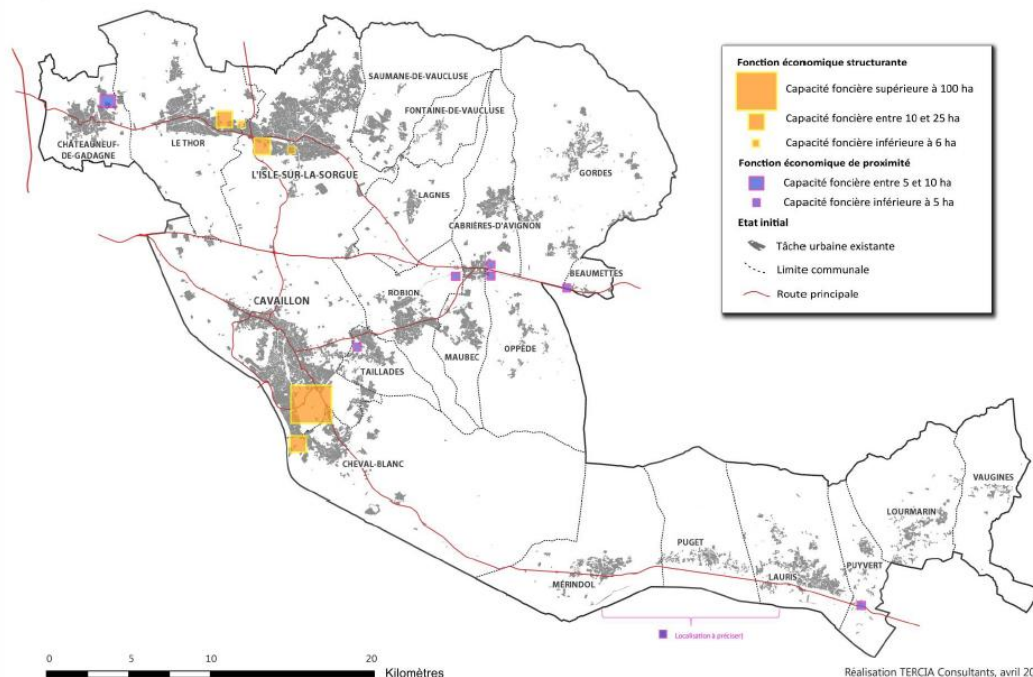 Fonction économique structurante
Capacité foncière supérieure à 100 ha
Capacité foncière entre 10 et 25 ha
Capacité foncière inférieure à 6 ha
Fonction économique de proximité
Capacité foncière entre 5 et 10 ha
Capacité foncière inférieure à 5 ha
Etat initial
Tâche urbaine existante
Limite communale
Route principale
SAUMANE-DE-VAUCLUSE
FONTAINE-DE-VAUCLUSE
CHÂTEAUNEUF-
DE-GADAGNE
LE THOR
L'ISLE-SUR-LA-SORGUE
GORDES
LAGNES
CABRIÈRES-D'AVIGNON
BEAUMETTES
CAVAILLON
ROBION
MAUBEC
OPPÈDE
TAILLADES
CHEVAL-BLANC
VAUGINES
LOURMARIN
PUGET
PUYVERT
MÉRINDOL
LAURIS
Localisation à préciser
0 5 10 20
Kilomètres
Réalisation TERCIA Consultants, avril 20